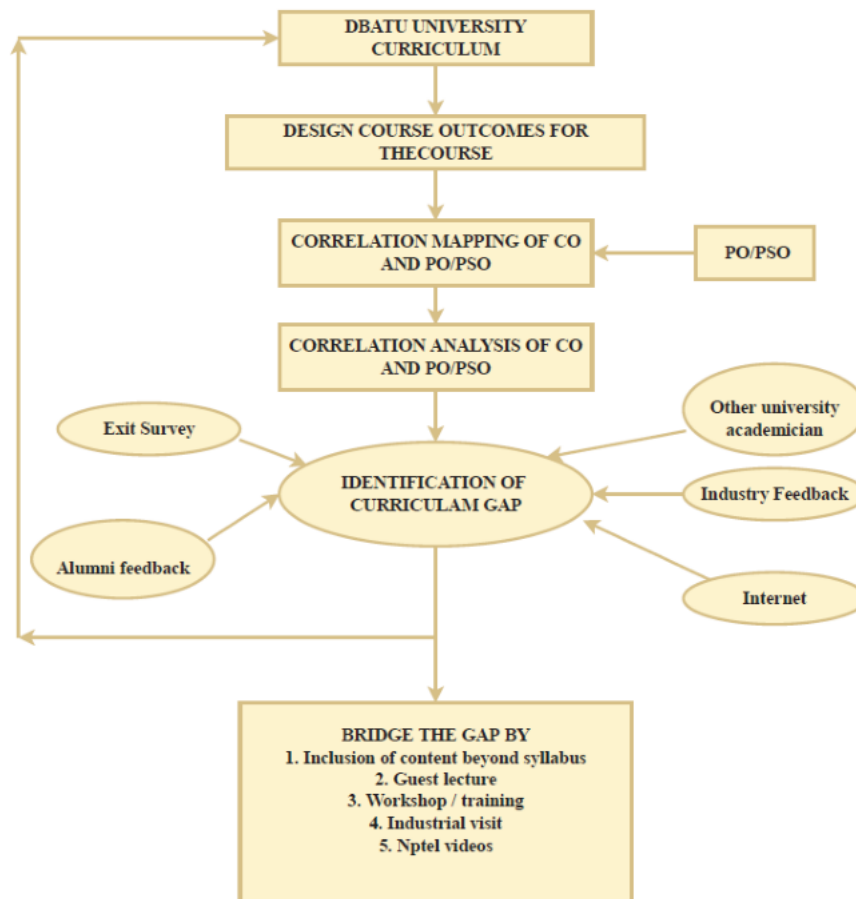 DBATU UNIVERSITY
CURRICULUM
DESIGN COURSE OUTCOMES FOR
THECOURSE
CORRELATION MAPPING OF CO
AND PO/PSO
PO/PSO
CORRELATION ANALYSIS OF CO
AND PO/PSO
Exit Survey
Other university
academician
IDENTIFICATION OF
CURRICULAM GAP
Industry Feedback
Alumni feedback
Internet
BRIDGE THE GAP BY
1. Inclusion of content beyond syllabus
2. Guest lecture
3. Workshop / training
4. Industrial visit
5. Nptel videos